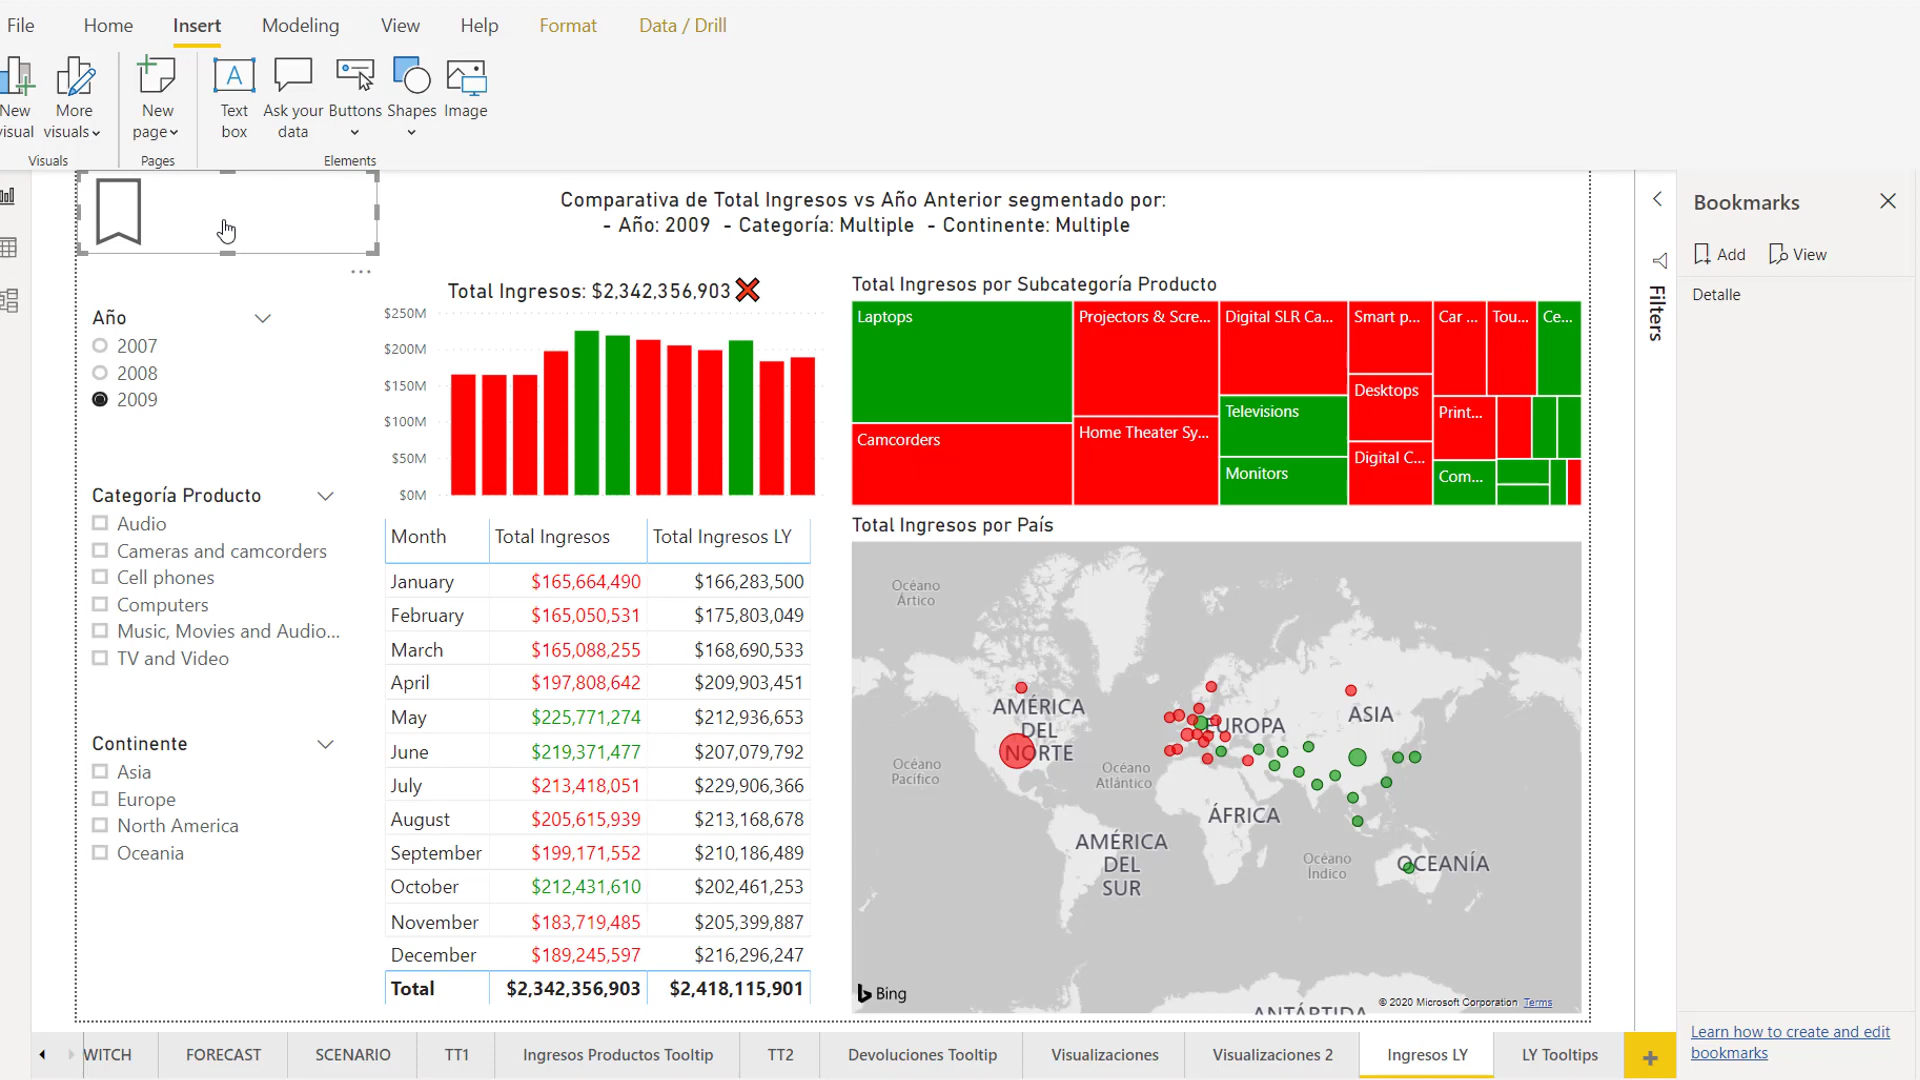 File Home Insert Modeling View Help Format Data / Drill
New visual
More visuals
New page
Text box
Ask your data
Buttons
Shapes
Image
Visuals Pages Elements
Comparativa de Total Ingresos vs Año Anterior segmentado por:
- Año: 2009 - Categoría: Multiple - Continente: Multiple
Año
2007
2008
2009
Categoría Producto
Audio
Cameras and camcorders
Cell phones
Computers
Music, Movies and Audio...
TV and Video
Continente
Asia
Europe
North America
Oceania
Total Ingresos: $2,342,356,903
$250M
$200M
$150M
$100M
$50M
$0M
Month Total Ingresos Total Ingresos LY
January $165,664,490 $166,283,500
February $165,050,531 $175,803,049
March $165,088,255 $168,690,533
April $197,808,642 $209,903,451
May $225,771,274 $212,936,653
June $219,371,477 $207,079,792
July $213,418,051 $229,906,366
August $205,615,939 $213,168,678
September $199,171,552 $210,186,489
October $212,431,610 $202,461,253
November $183,719,485 $205,399,887
December $189,245,597 $216,296,247
Total $2,342,356,903 $2,418,115,901
Total Ingresos por Subcategoría Producto
Laptops
Camcorders
Projectors & Scre...
Home Theater Sy...
Digital SLR Ca...
Televisions
Monitors
Smart p...
Desktops
Digital C...
Car ...
Tou...
Ce...
Print...
Com...
Total Ingresos por País
Océano
Ártico
AMÉRICA
DEL
NORTE
EUROPA
ASIA
Océano
Pacífico
Océano
Atlántico
ÁFRICA
AMÉRICA
DEL
SUR
Océano
Índico
OCEANÍA
ANTÁRTIDA
Bing
© 2020 Microsoft Corporation Terms
Filters
Bookmarks
Add View
Detalle
Learn how to create and edit
bookmarks
WITCH FORECAST SCENARIO TT1 Ingresos Productos Tooltip TT2 Devoluciones Tooltip Visualizaciones Visualizaciones 2 Ingresos LY LY Tooltips